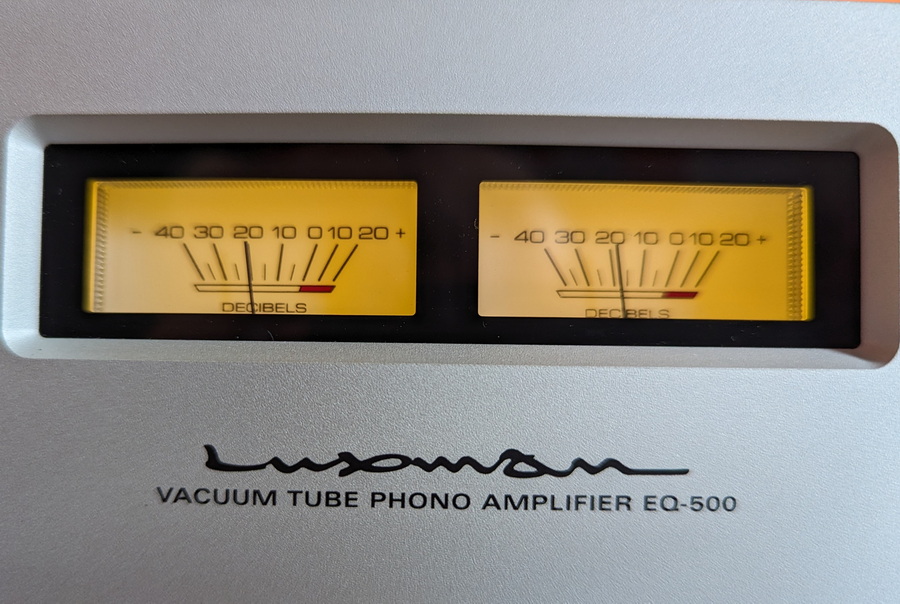 - 40 30 20 10 0 10 20 +
DECIBELS
- 40 30 20 10 0 10 20 +
DECIBELS
Luxman
VACUUM TUBE PHONO AMPLIFIER EQ-500